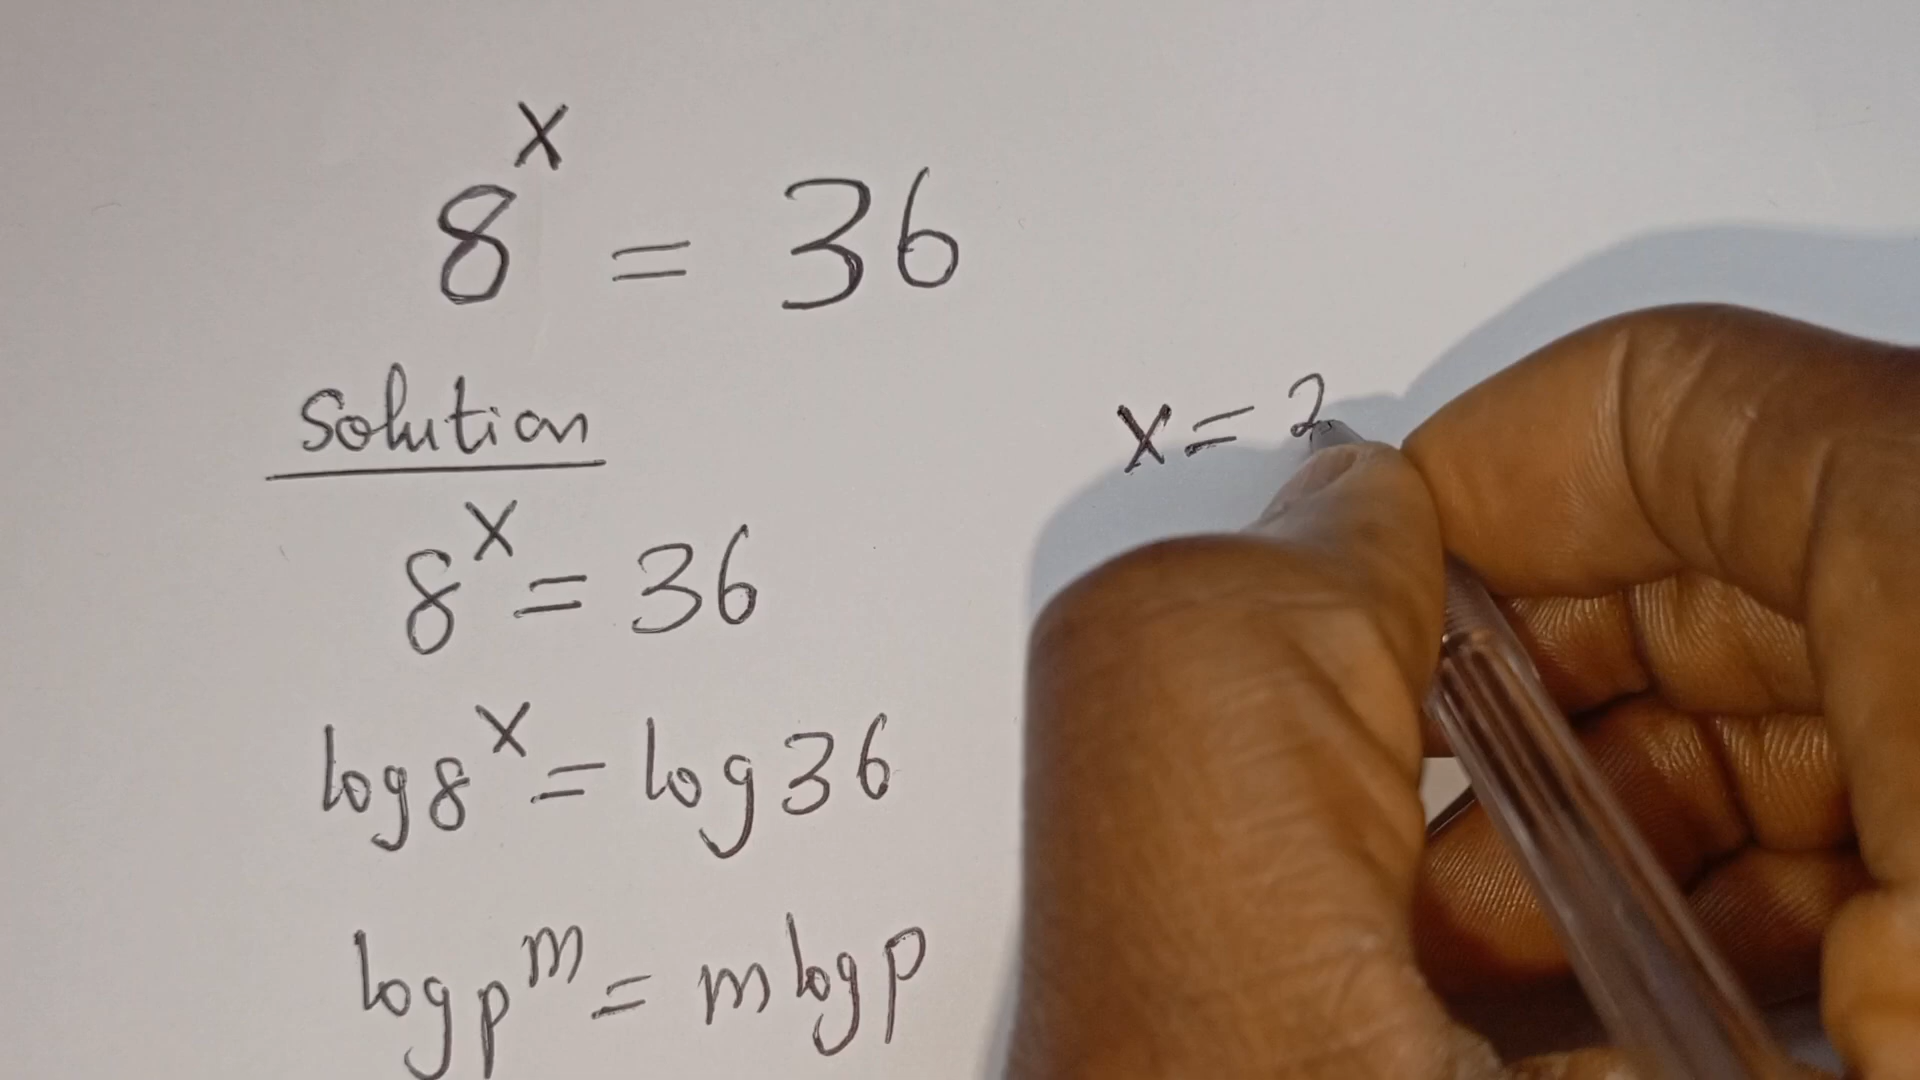 8^x = 36
Solution
8^x = 36
log 8^x = log 36
log p^m = m log p
x = 2